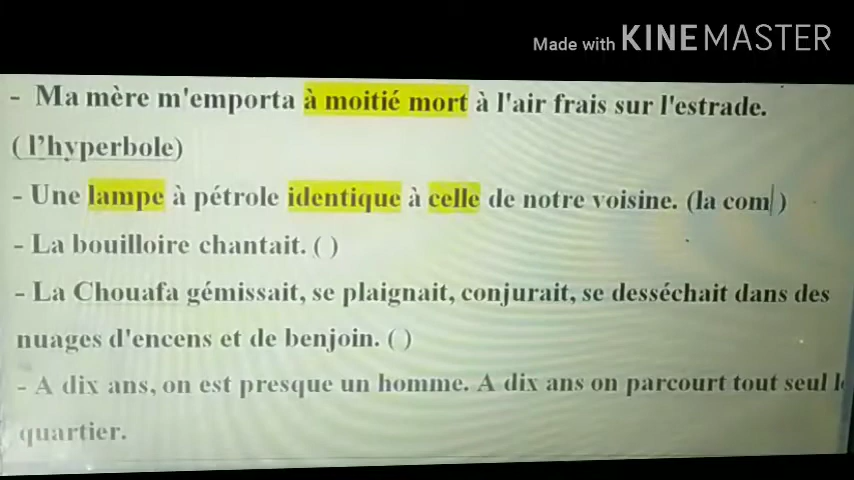 Made with KINEMASTER
- Ma mère m'emporta à moitié mort à l'air frais sur l'estrade.
( l'hyperbole)
- Une lampe à pétrole identique à celle de notre voisine. (la com )
- La bouilloire chantait. ( )
- La Chouafa gémissait, se plaignait, conjurait, se desséchait dans des
nuages d'encens et de benjoin. ( )
- A dix ans, on est presque un homme. A dix ans on parcourt tout seul
quartier.